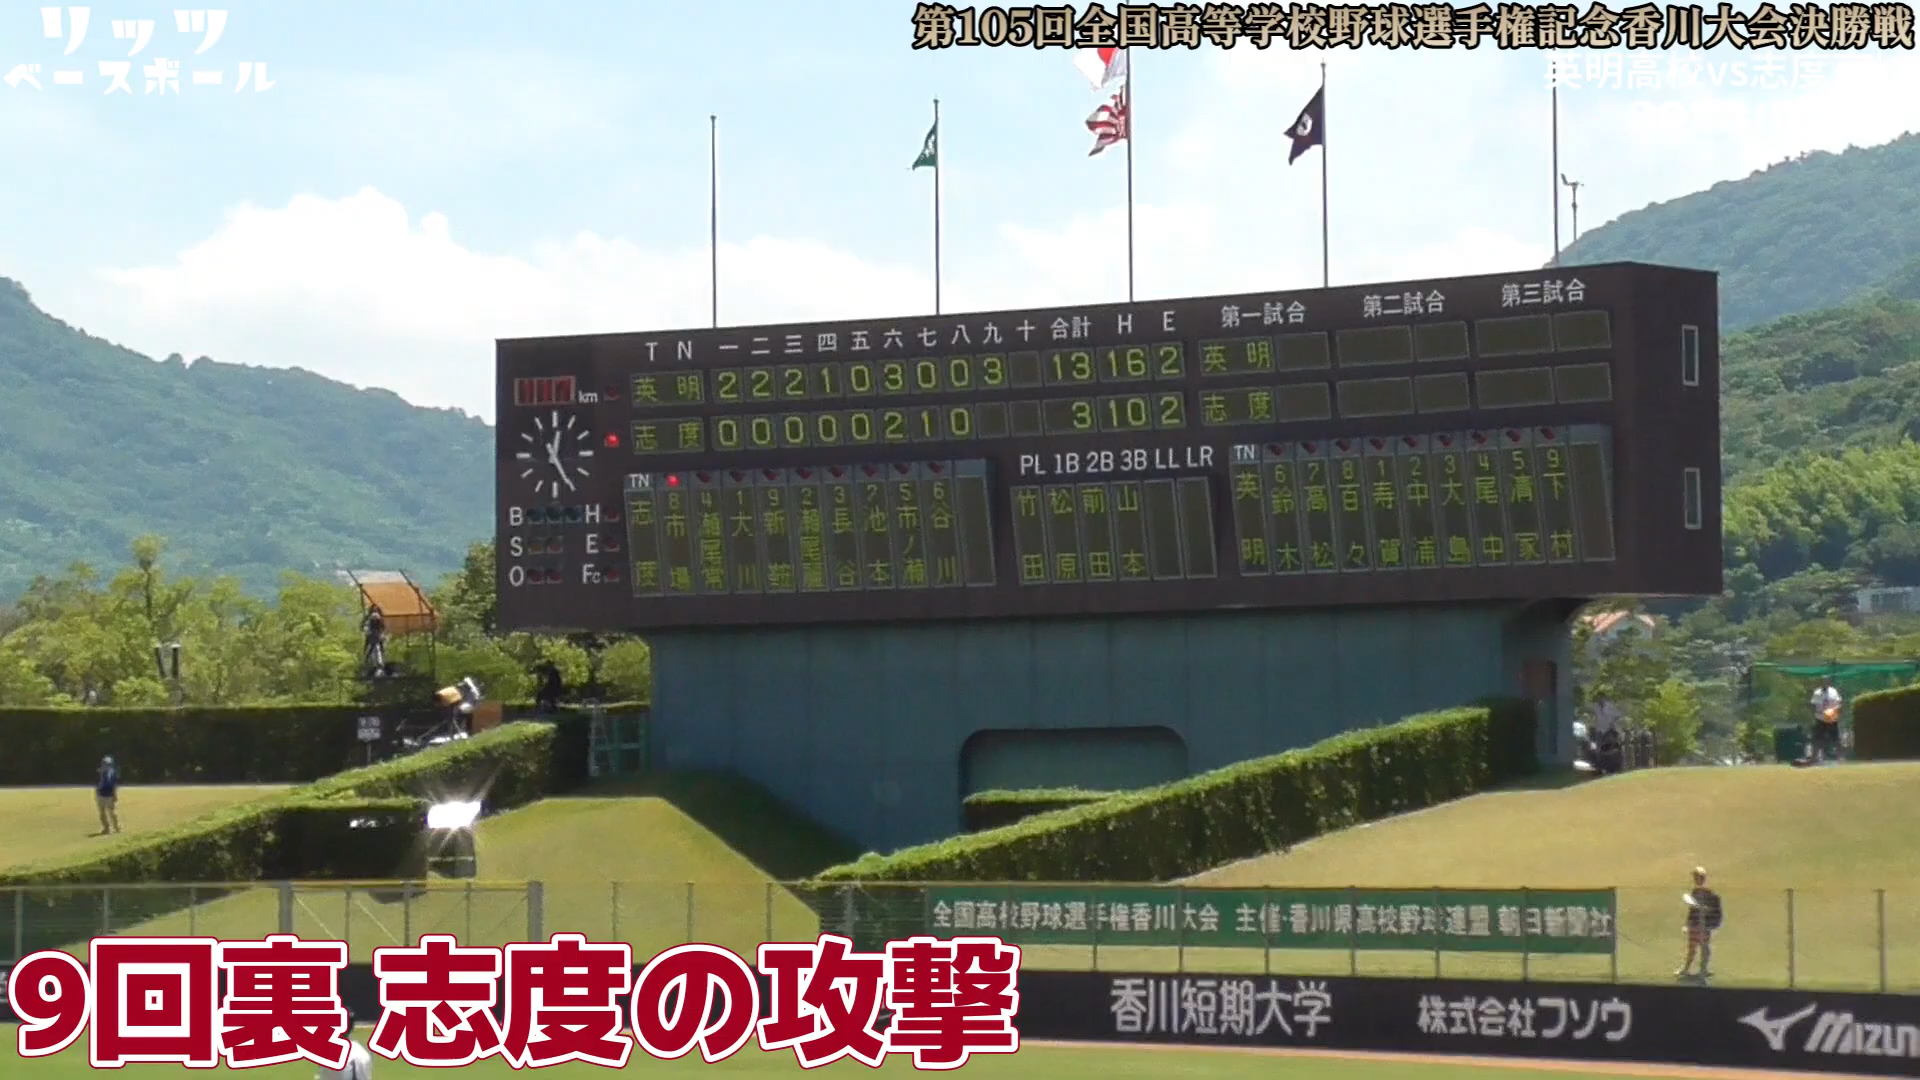 リッツ
ベースボール
第105回全国高等学校野球選手権記念香川大会決勝戦
英明高校vs志度
T N 一 二 三 四 五 六 七 八 九 十 合計 H E 第一試合 第二試合 第三試合
英明 2 2 2 1 0 3 0 0 3 13 16 2 英明
志度 0 0 0 0 0 2 1 0 3 10 2 志度
km
TN 8 4 1 9 2 3 7 5 6
志度 市場 大川 新鞍 長谷 池本 市ノ瀬 谷川
PL 1B 2B 3B LL LR
竹田 松原 前田 山本
TN 6 7 8 1 2 3 4 5 9
英明 鈴木 高松 百々 寿賀 中浦 大島 尾中 清家 下村
B H
S E
O Fc
全国高校野球選手権香川大会 主催・香川県高校野球連盟 朝日新聞社
香川短期大学 株式会社フソウ MIZUN
9回裏 志度の攻撃